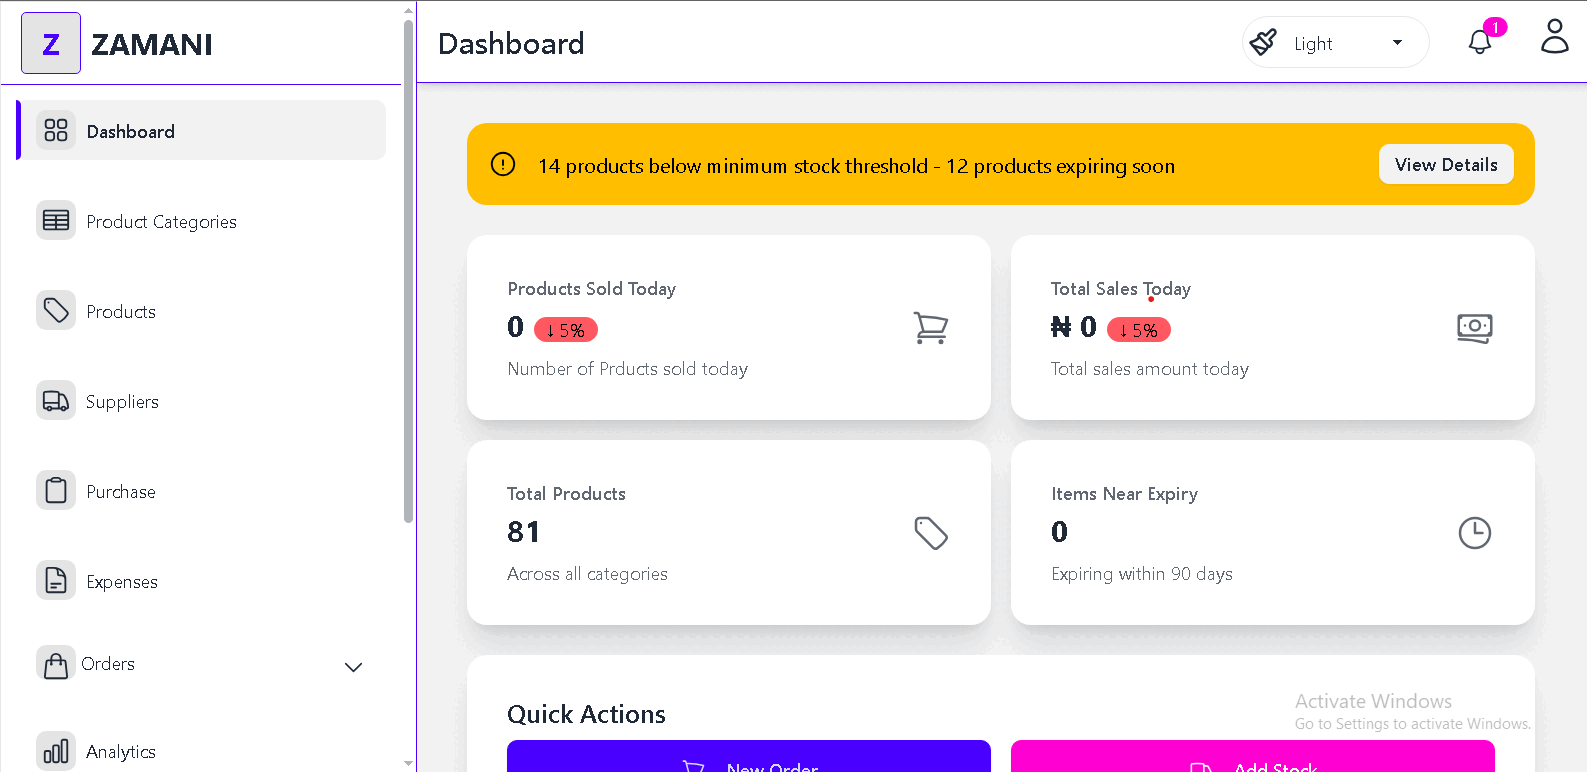 Z ZAMANI
Dashboard
Product Categories
Products
Suppliers
Purchase
Expenses
Orders
Analytics
Dashboard
Light
1
14 products below minimum stock threshold - 12 products expiring soon
View Details
Products Sold Today
0 ↓ 5%
Number of Prducts sold today
Total Sales Today
₦ 0 ↓ 5%
Total sales amount today
Total Products
81
Across all categories
Items Near Expiry
0
Expiring within 90 days
Quick Actions
New Order
Add Stock
Activate Windows
Go to Settings to activate Windows.